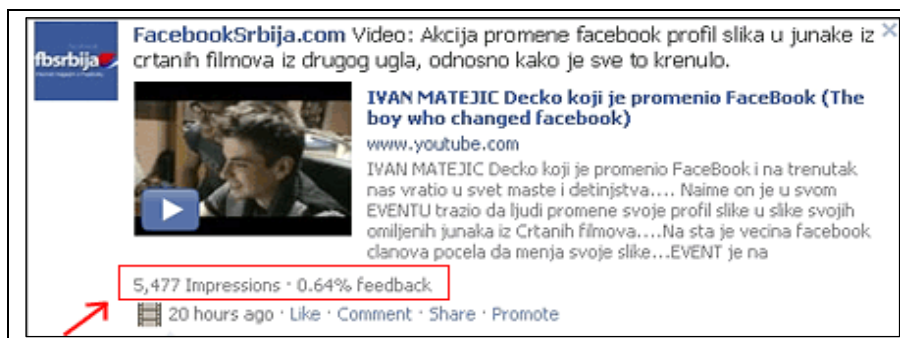 FacebookSrbija.com Video: Akcija promene facebook profil slika u junake iz
crtanih filmova iz drugog ugla, odnosno kako je sve to krenulo.
fbsrbija
IVAN MATEJIC Decko koji je promenio FaceBook (The
boy who changed facebook)
www.youtube.com
IVAN MATEJIC Decko koji je promenio FaceBook i na trenutak
nas vratio u svet maste i detinjstva.... Naime on je u svom
EVENTU trazio da ljudi promene svoje profil slike u slike svojih
omiljenih junaka iz Crtanih filmova....Na sta je vecina facebook
clanova pocela da menja svoje slike...EVENT je na
5,477 Impressions · 0.64% feedback
20 hours ago · Like · Comment · Share · Promote